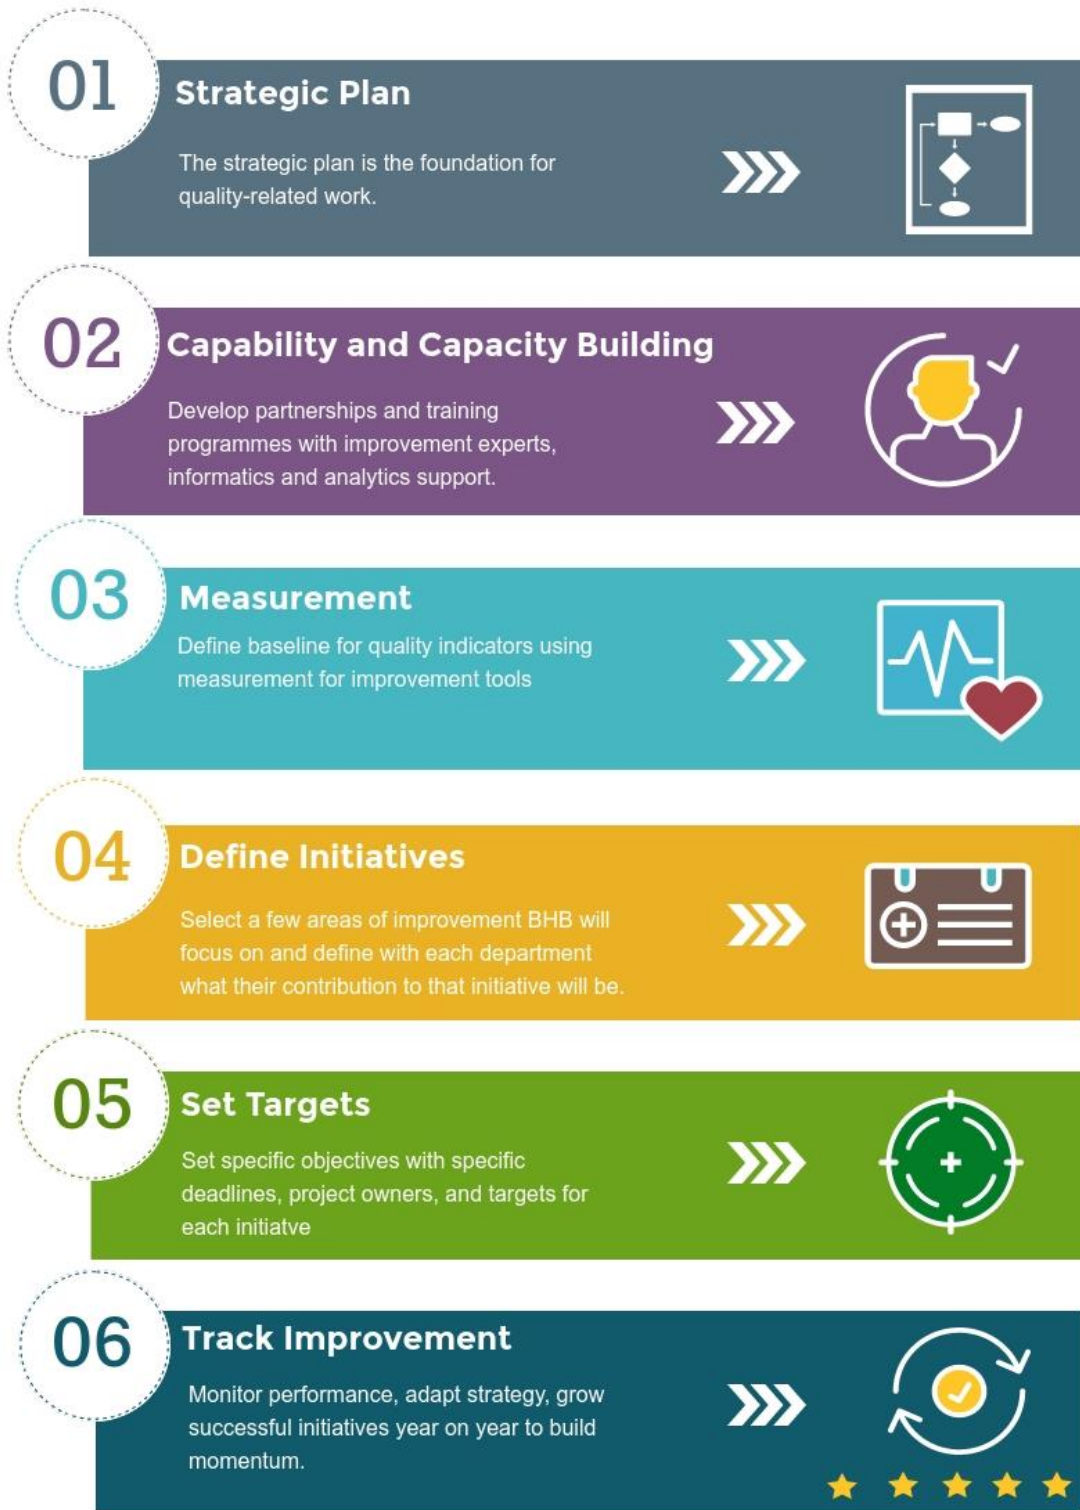 01
Strategic Plan
The strategic plan is the foundation for
quality-related work.
02
Capability and Capacity Building
Develop partnerships and training
programmes with improvement experts,
informatics and analytics support.
03
Measurement
Define baseline for quality indicators using
measurement for improvement tools
04
Define Initiatives
Select a few areas of improvement BHB will
focus on and define with each department
what their contribution to that initiative will be.
05
Set Targets
Set specific objectives with specific
deadlines, project owners, and targets for
each initiatve
06
Track Improvement
Monitor performance, adapt strategy, grow
successful initiatives year on year to build
momentum.